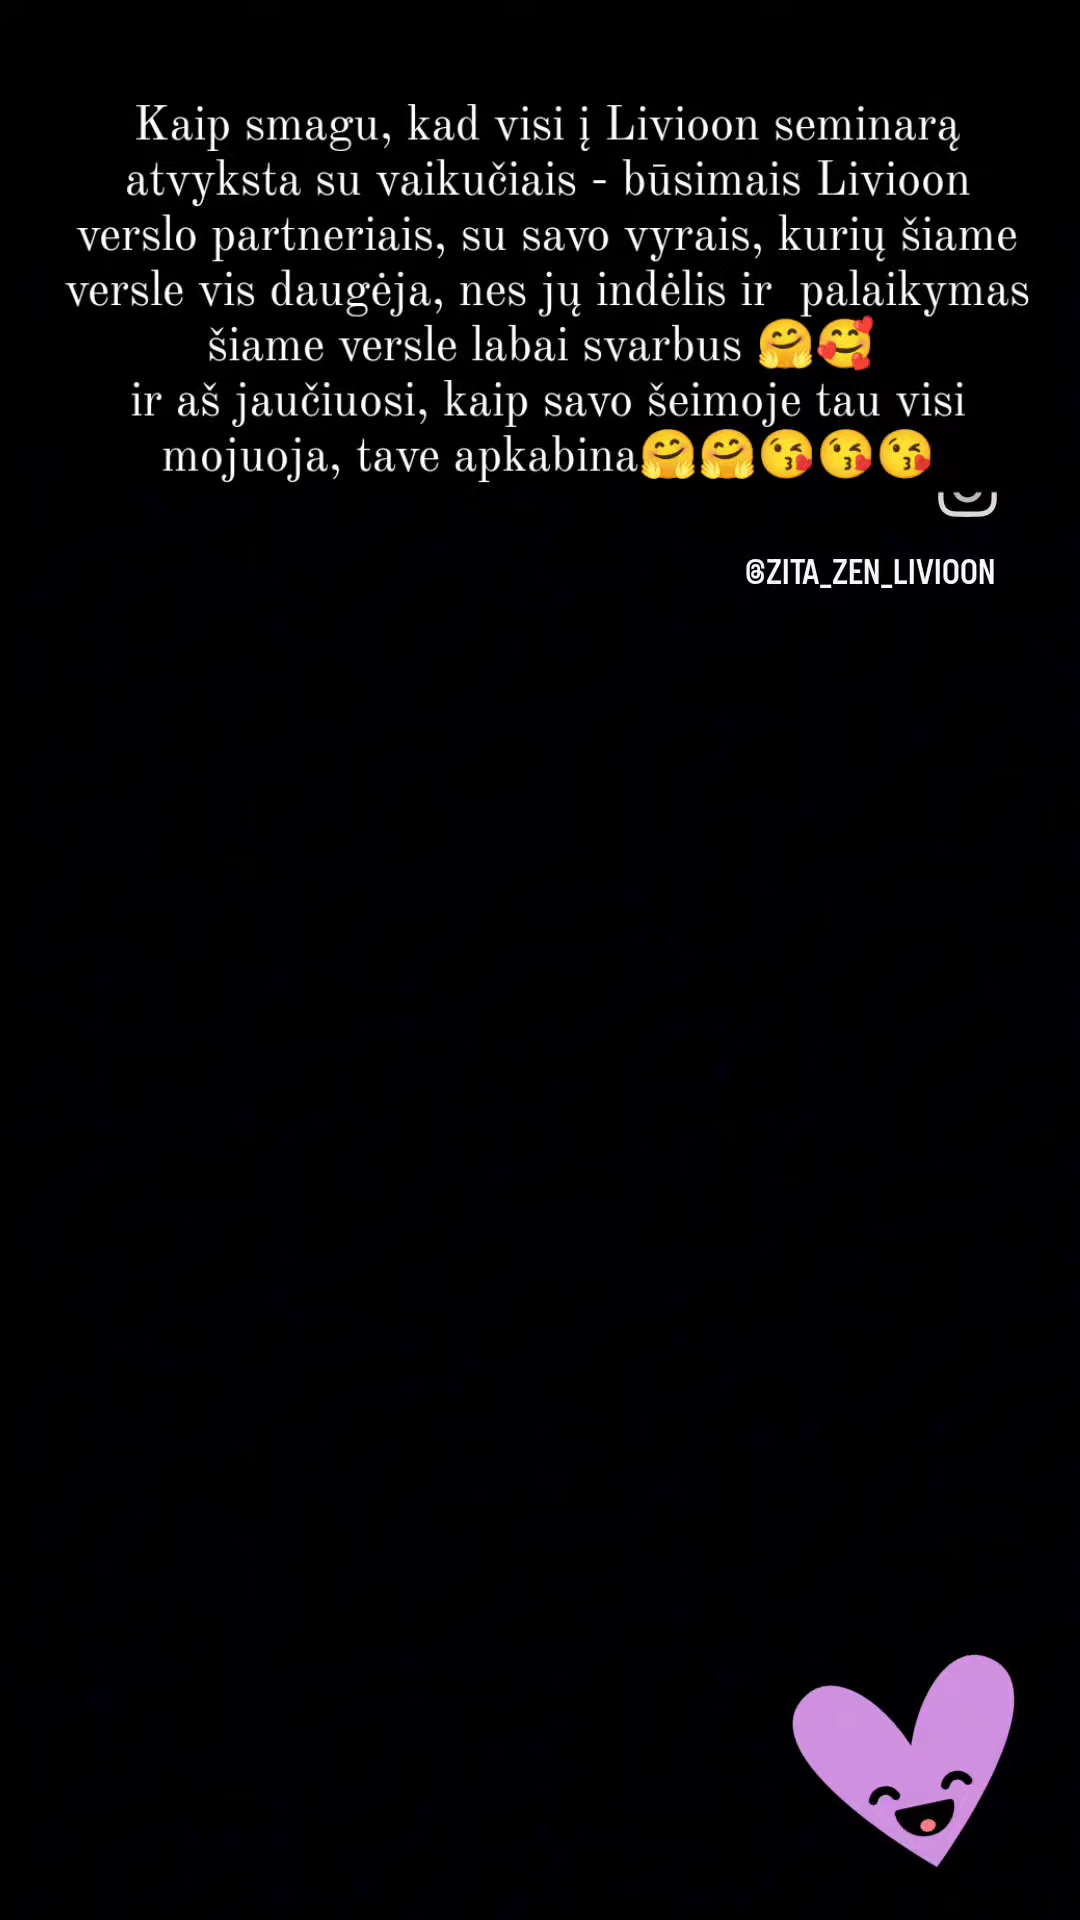 Kaip smagu, kad visi į Livioon seminarą
atvyksta su vaikučiais - būsimais Livioon
verslo partneriais, su savo vyrais, kurių šiame
versle vis daugėja, nes jų indėlis ir  palaikymas
šiame versle labai svarbus 🤗🥰
ir aš jaučiuosi, kaip savo šeimoje tau visi
mojuoja, tave apkabina🤗🤗😘😘😘
@ZITA_ZEN_LIVIOON